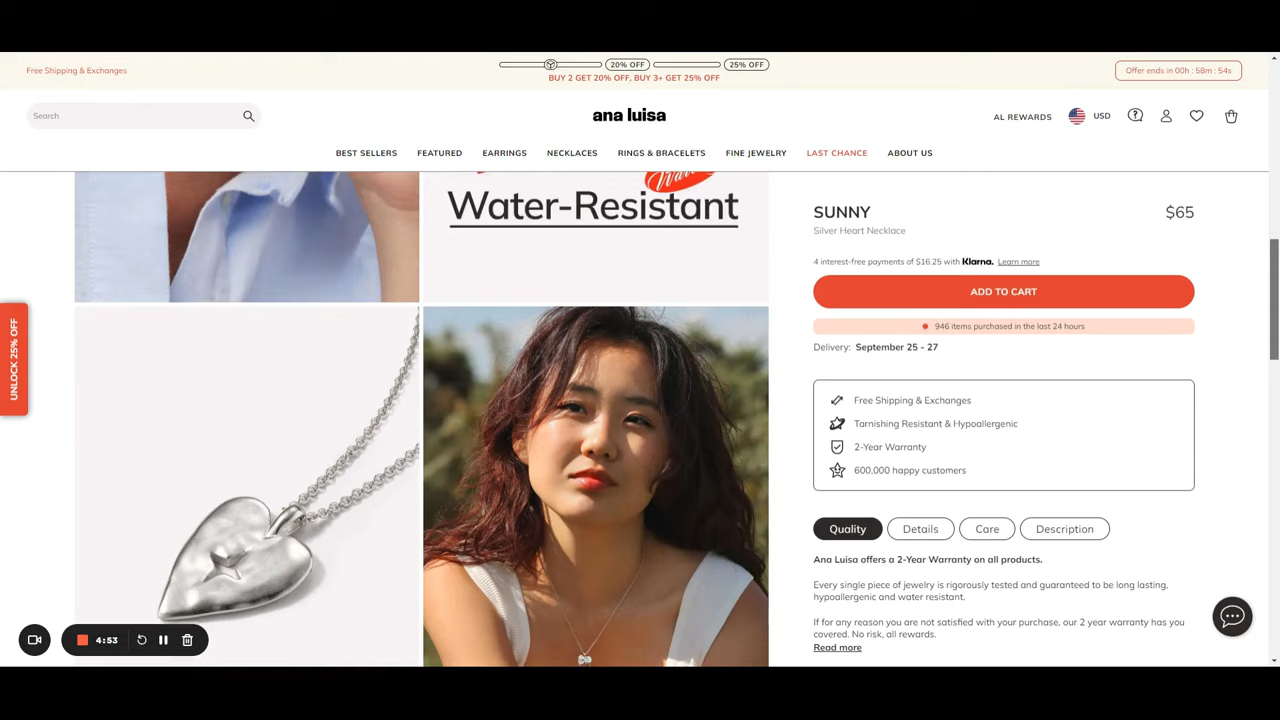 Free Shipping & Exchanges
20% OFF
25% OFF
BUY 2 GET 20% OFF, BUY 3+ GET 25% OFF
Offer ends in 00h : 58m : 54s
Search
ana luisa
AL REWARDS
USD
BEST SELLERS
FEATURED
EARRINGS
NECKLACES
RINGS & BRACELETS
FINE JEWELRY
LAST CHANCE
ABOUT US
Water-Resistant
SUNNY
$65
Silver Heart Necklace
4 interest-free payments of $16.25 with Klarna. Learn more
ADD TO CART
946 items purchased in the last 24 hours
Delivery: September 25 - 27
Free Shipping & Exchanges
Tarnishing Resistant & Hypoallergenic
2-Year Warranty
600,000 happy customers
Quality
Details
Care
Description
Ana Luisa offers a 2-Year Warranty on all products.
Every single piece of jewelry is rigorously tested and guaranteed to be long lasting,
hypoallergenic and water resistant.
If for any reason you are not satisfied with your purchase, our 2 year warranty has you
covered. No risk, all rewards.
Read more
UNLOCK 25% OFF
4:53